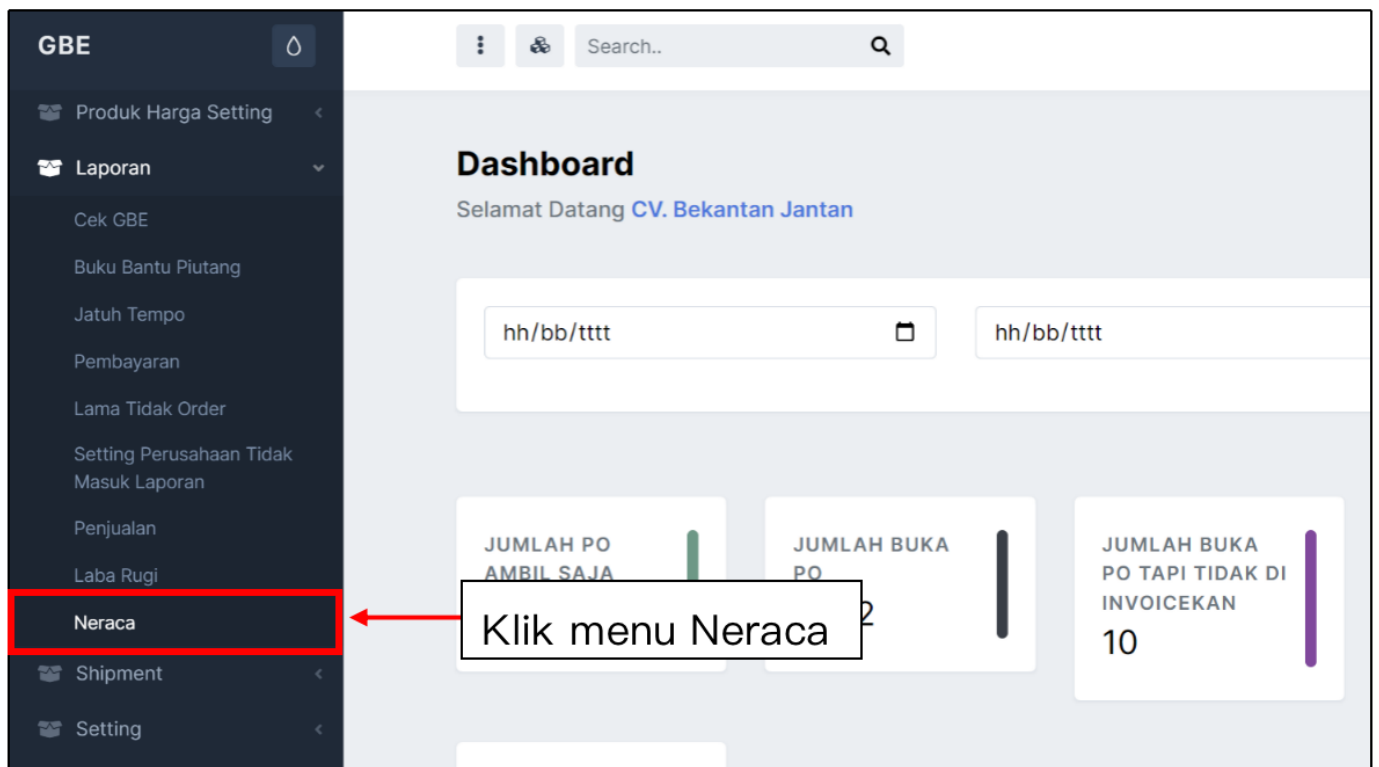 GBE
Search..
Produk Harga Setting
Laporan
Cek GBE
Buku Bantu Piutang
Jatuh Tempo
Pembayaran
Lama Tidak Order
Setting Perusahaan Tidak
Masuk Laporan
Penjualan
Laba Rugi
Neraca
Shipment
Setting
Dashboard
Selamat Datang CV. Bekantan Jantan
hh/bb/tttt
hh/bb/tttt
JUMLAH PO
AMBIL SAJA
JUMLAH BUKA
PO
2
JUMLAH BUKA
PO TAPI TIDAK DI
INVOICEKAN
10
Klik menu Neraca